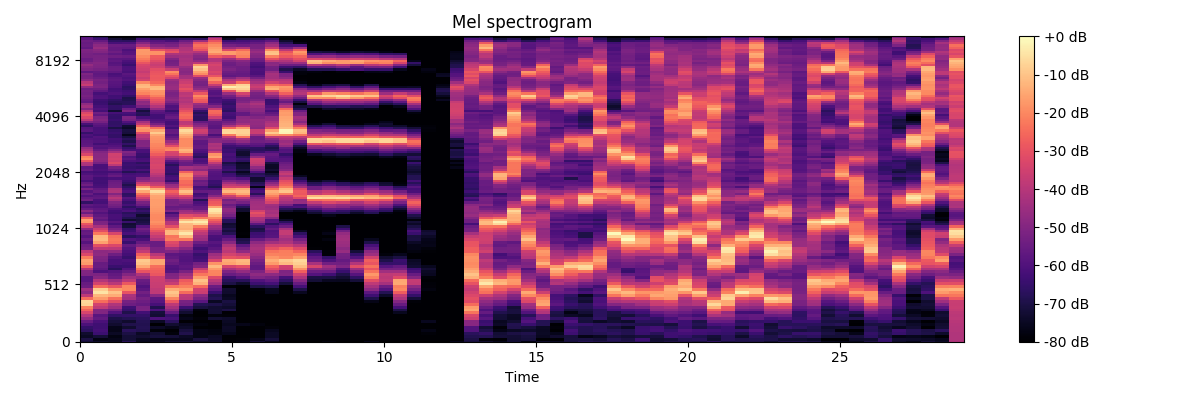 Mel spectrogram
8192
4096
2048
1024
512
0
Hz
0 5 10 15 20 25
Time
+0 dB
-10 dB
-20 dB
-30 dB
-40 dB
-50 dB
-60 dB
-70 dB
-80 dB